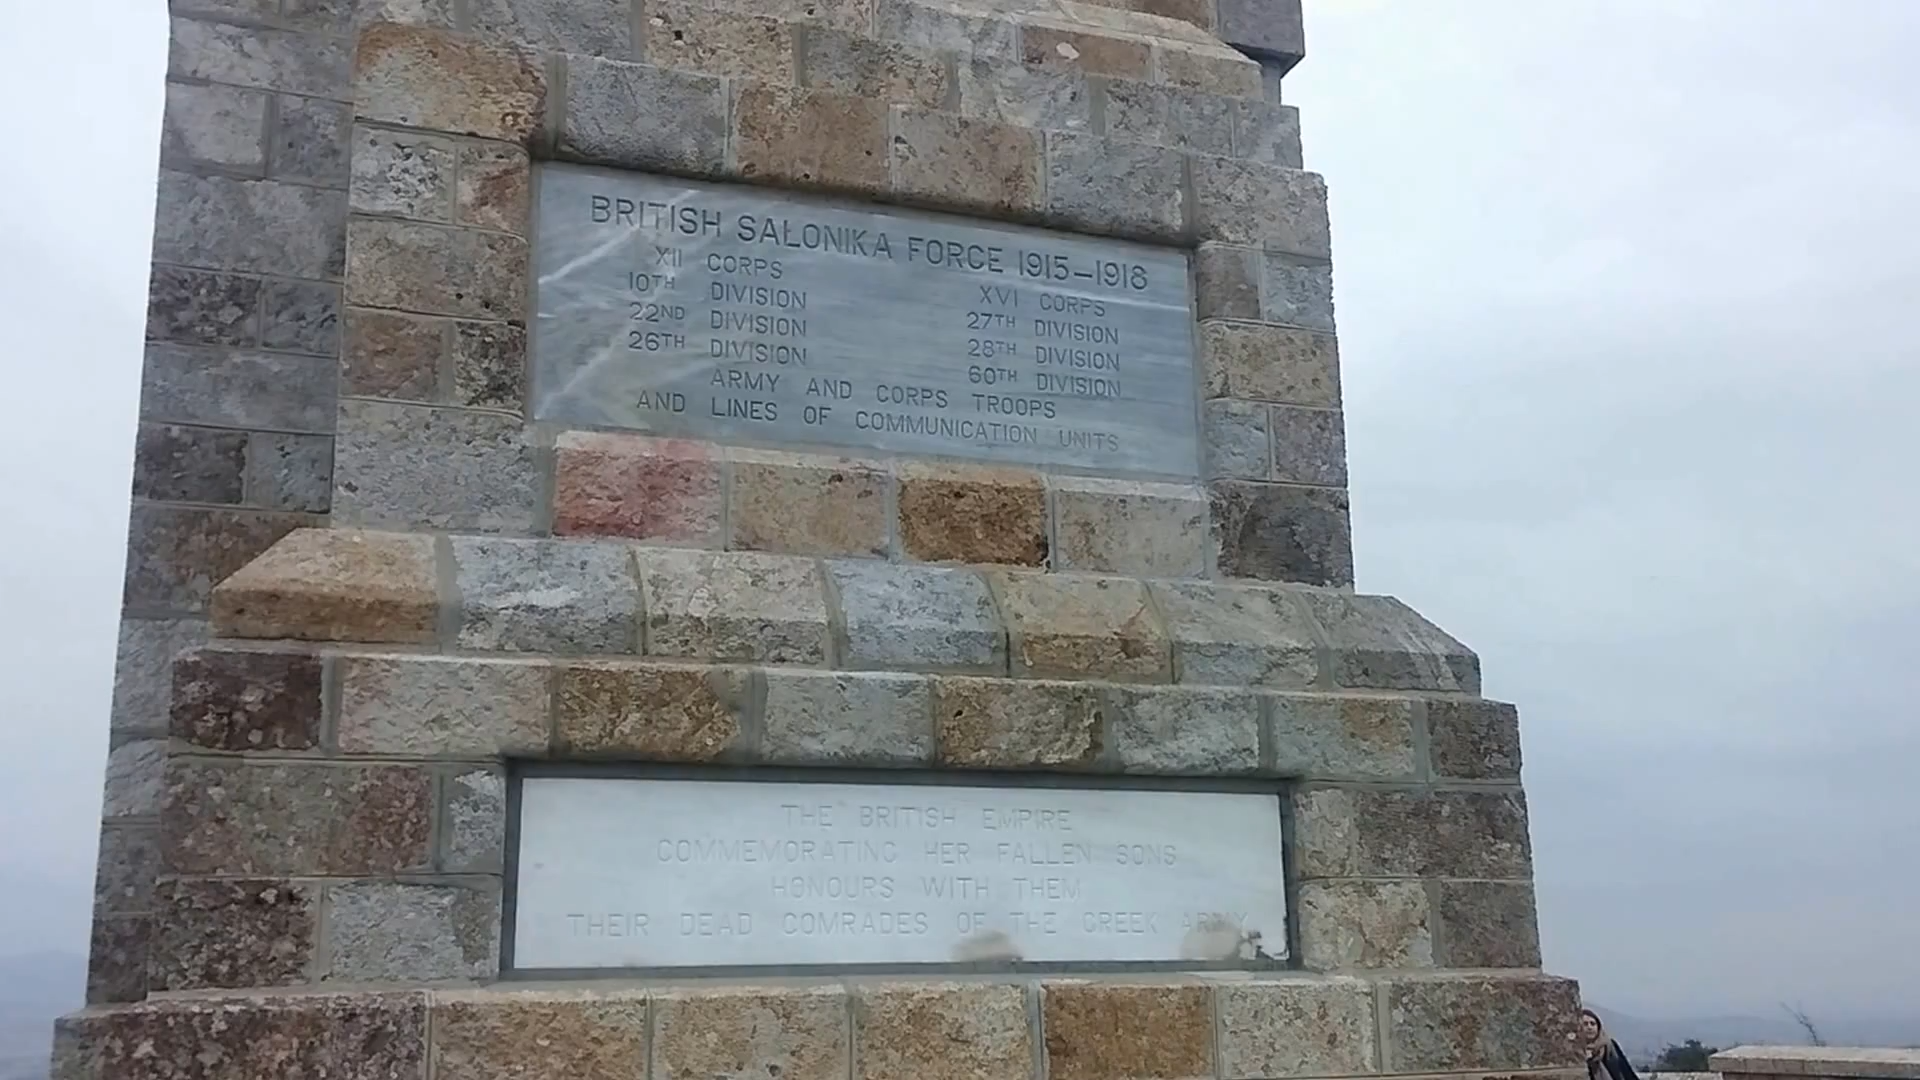 BRITISH SALONIKA FORCE 1915–1918
XII CORPS
10TH DIVISION
22ND DIVISION
26TH DIVISION
XVI CORPS
27TH DIVISION
28TH DIVISION
60TH DIVISION
ARMY AND CORPS TROOPS
AND LINES OF COMMUNICATION UNITS
THE BRITISH EMPIRE
COMMEMORATING HER FALLEN SONS
HONOURS WITH THEM
THEIR DEAD COMRADES OF THE GREEK ARMY